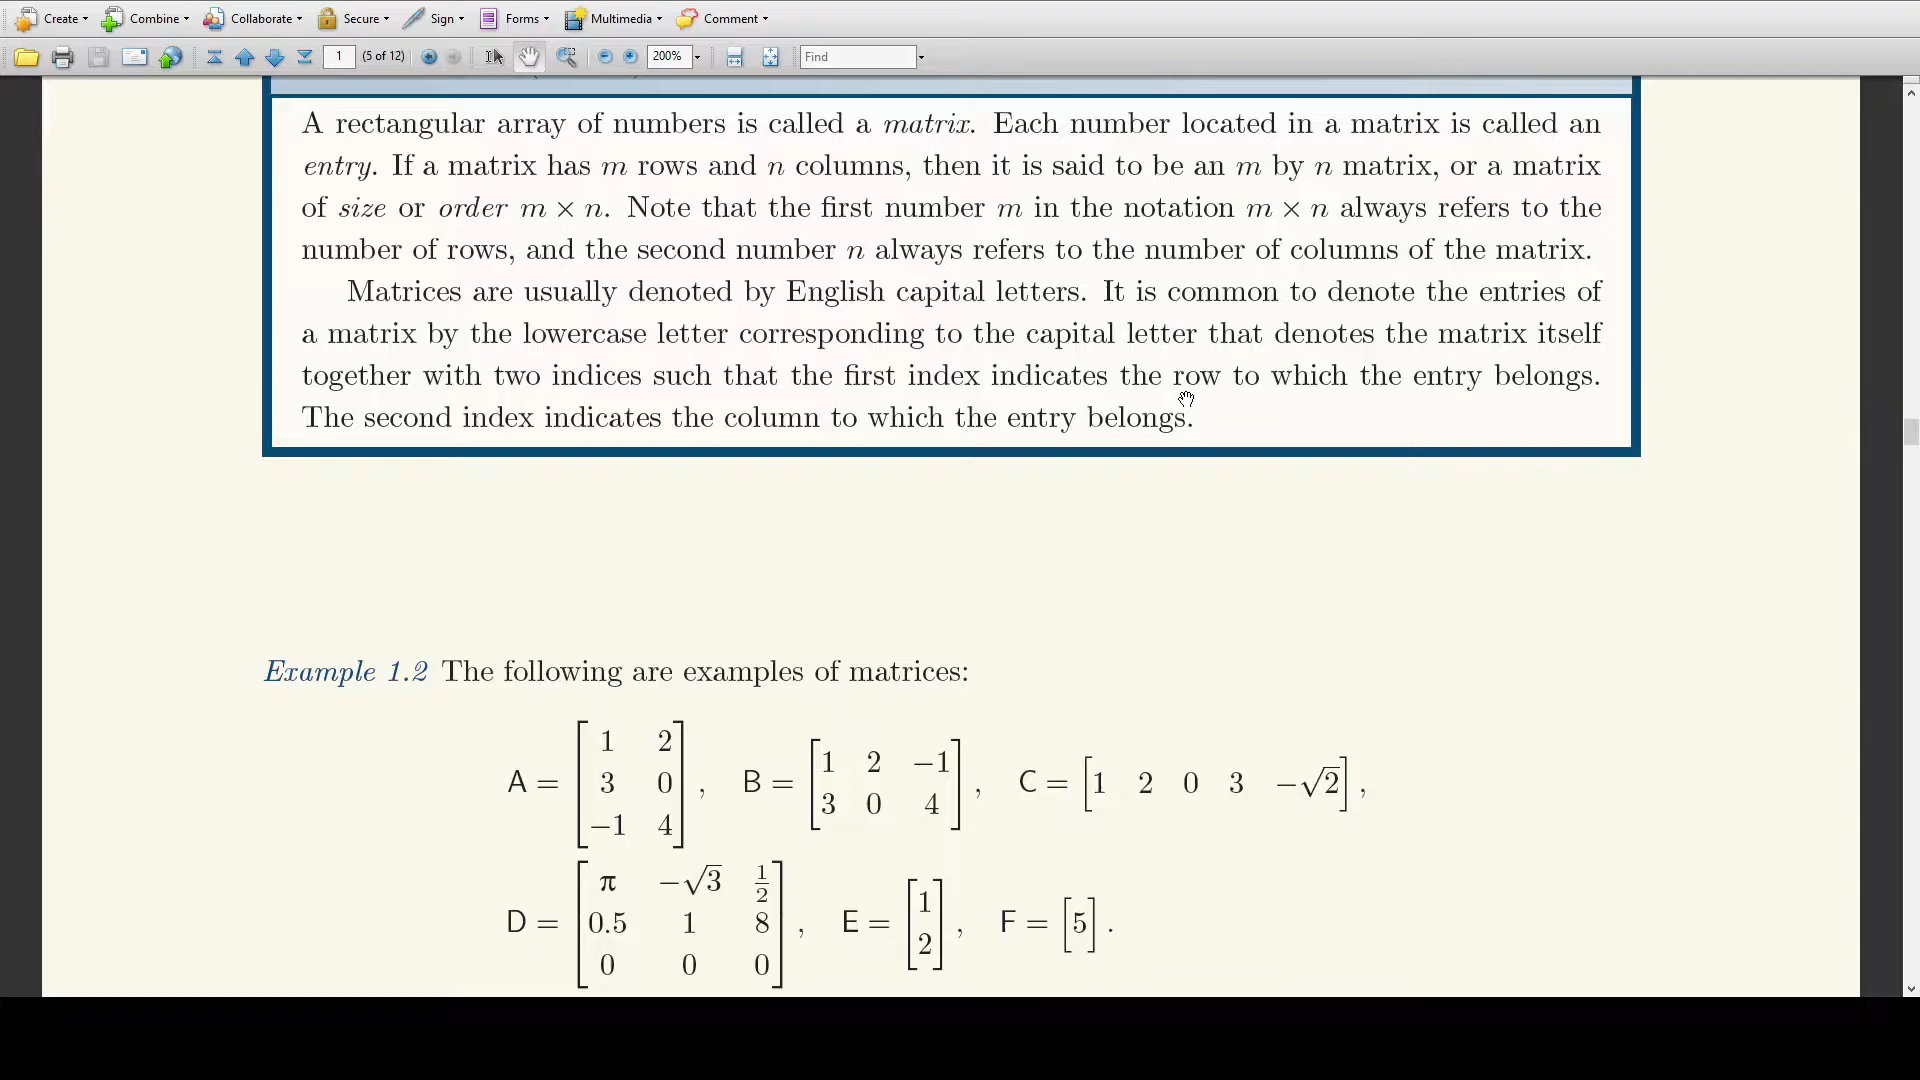 Create Combine Collaborate Secure Sign Forms Multimedia Comment
1 (5 of 12) 200% Find
A rectangular array of numbers is called a matrix. Each number located in a matrix is called an
entry. If a matrix has m rows and n columns, then it is said to be an m by n matrix, or a matrix
of size or order m × n. Note that the first number m in the notation m × n always refers to the
number of rows, and the second number n always refers to the number of columns of the matrix.
Matrices are usually denoted by English capital letters. It is common to denote the entries of
a matrix by the lowercase letter corresponding to the capital letter that denotes the matrix itself
together with two indices such that the first index indicates the row to which the entry belongs.
The second index indicates the column to which the entry belongs.
Example 1.2 The following are examples of matrices:
A = [1 2
3 0
−1 4],
B = [1 2 −1
3 0 4],
C = [1 2 0 3 −√2],
D = [π −√3 1/2
0.5 1 8
0 0 0],
E = [1
2],
F = [5].